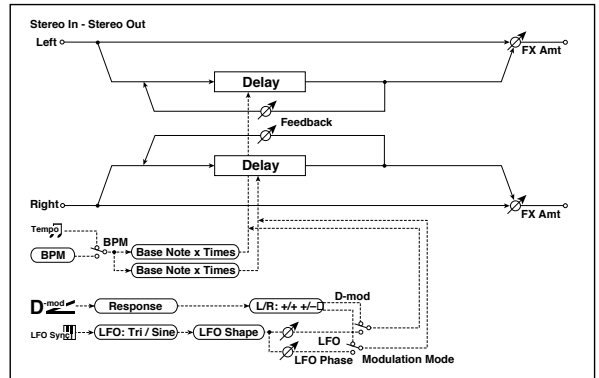 Stereo In - Stereo Out
Left
FX Amt
Delay
Feedback
Delay
Right
FX Amt
Tempo
BPM
BPM
Base Note x Times
Base Note x Times
D-mod
D-mod
Response
L/R: +/+ +/–
LFO Sync
LFO: Tri / Sine
LFO Shape
LFO
LFO Phase
Modulation Mode